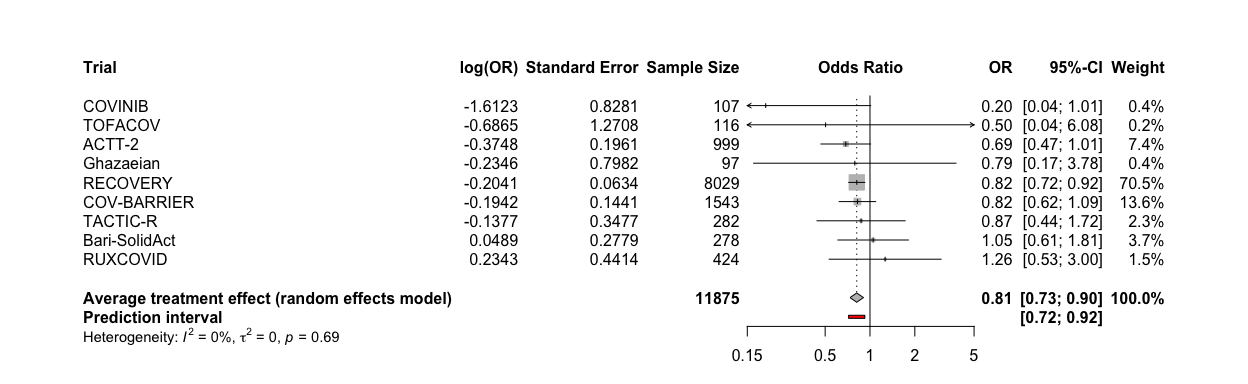 Trial log(OR) Standard Error Sample Size Odds Ratio OR 95%-CI Weight
COVINIB -1.6123 0.8281 107 0.20 [0.04; 1.01] 0.4%
TOFACOV -0.6865 1.2708 116 0.50 [0.04; 6.08] 0.2%
ACTT-2 -0.3748 0.1961 999 0.69 [0.47; 1.01] 7.4%
Ghazaeian -0.2346 0.7982 97 0.79 [0.17; 3.78] 0.4%
RECOVERY -0.2041 0.0634 8029 0.82 [0.72; 0.92] 70.5%
COV-BARRIER -0.1942 0.1441 1543 0.82 [0.62; 1.09] 13.6%
TACTIC-R -0.1377 0.3477 282 0.87 [0.44; 1.72] 2.3%
Bari-SolidAct 0.0489 0.2779 278 1.05 [0.61; 1.81] 3.7%
RUXCOVID 0.2343 0.4414 424 1.26 [0.53; 3.00] 1.5%
Average treatment effect (random effects model) 11875 0.81 [0.73; 0.90] 100.0%
Prediction interval [0.72; 0.92]
Heterogeneity: I² = 0%, τ² = 0, p = 0.69
0.15 0.5 1 2 5